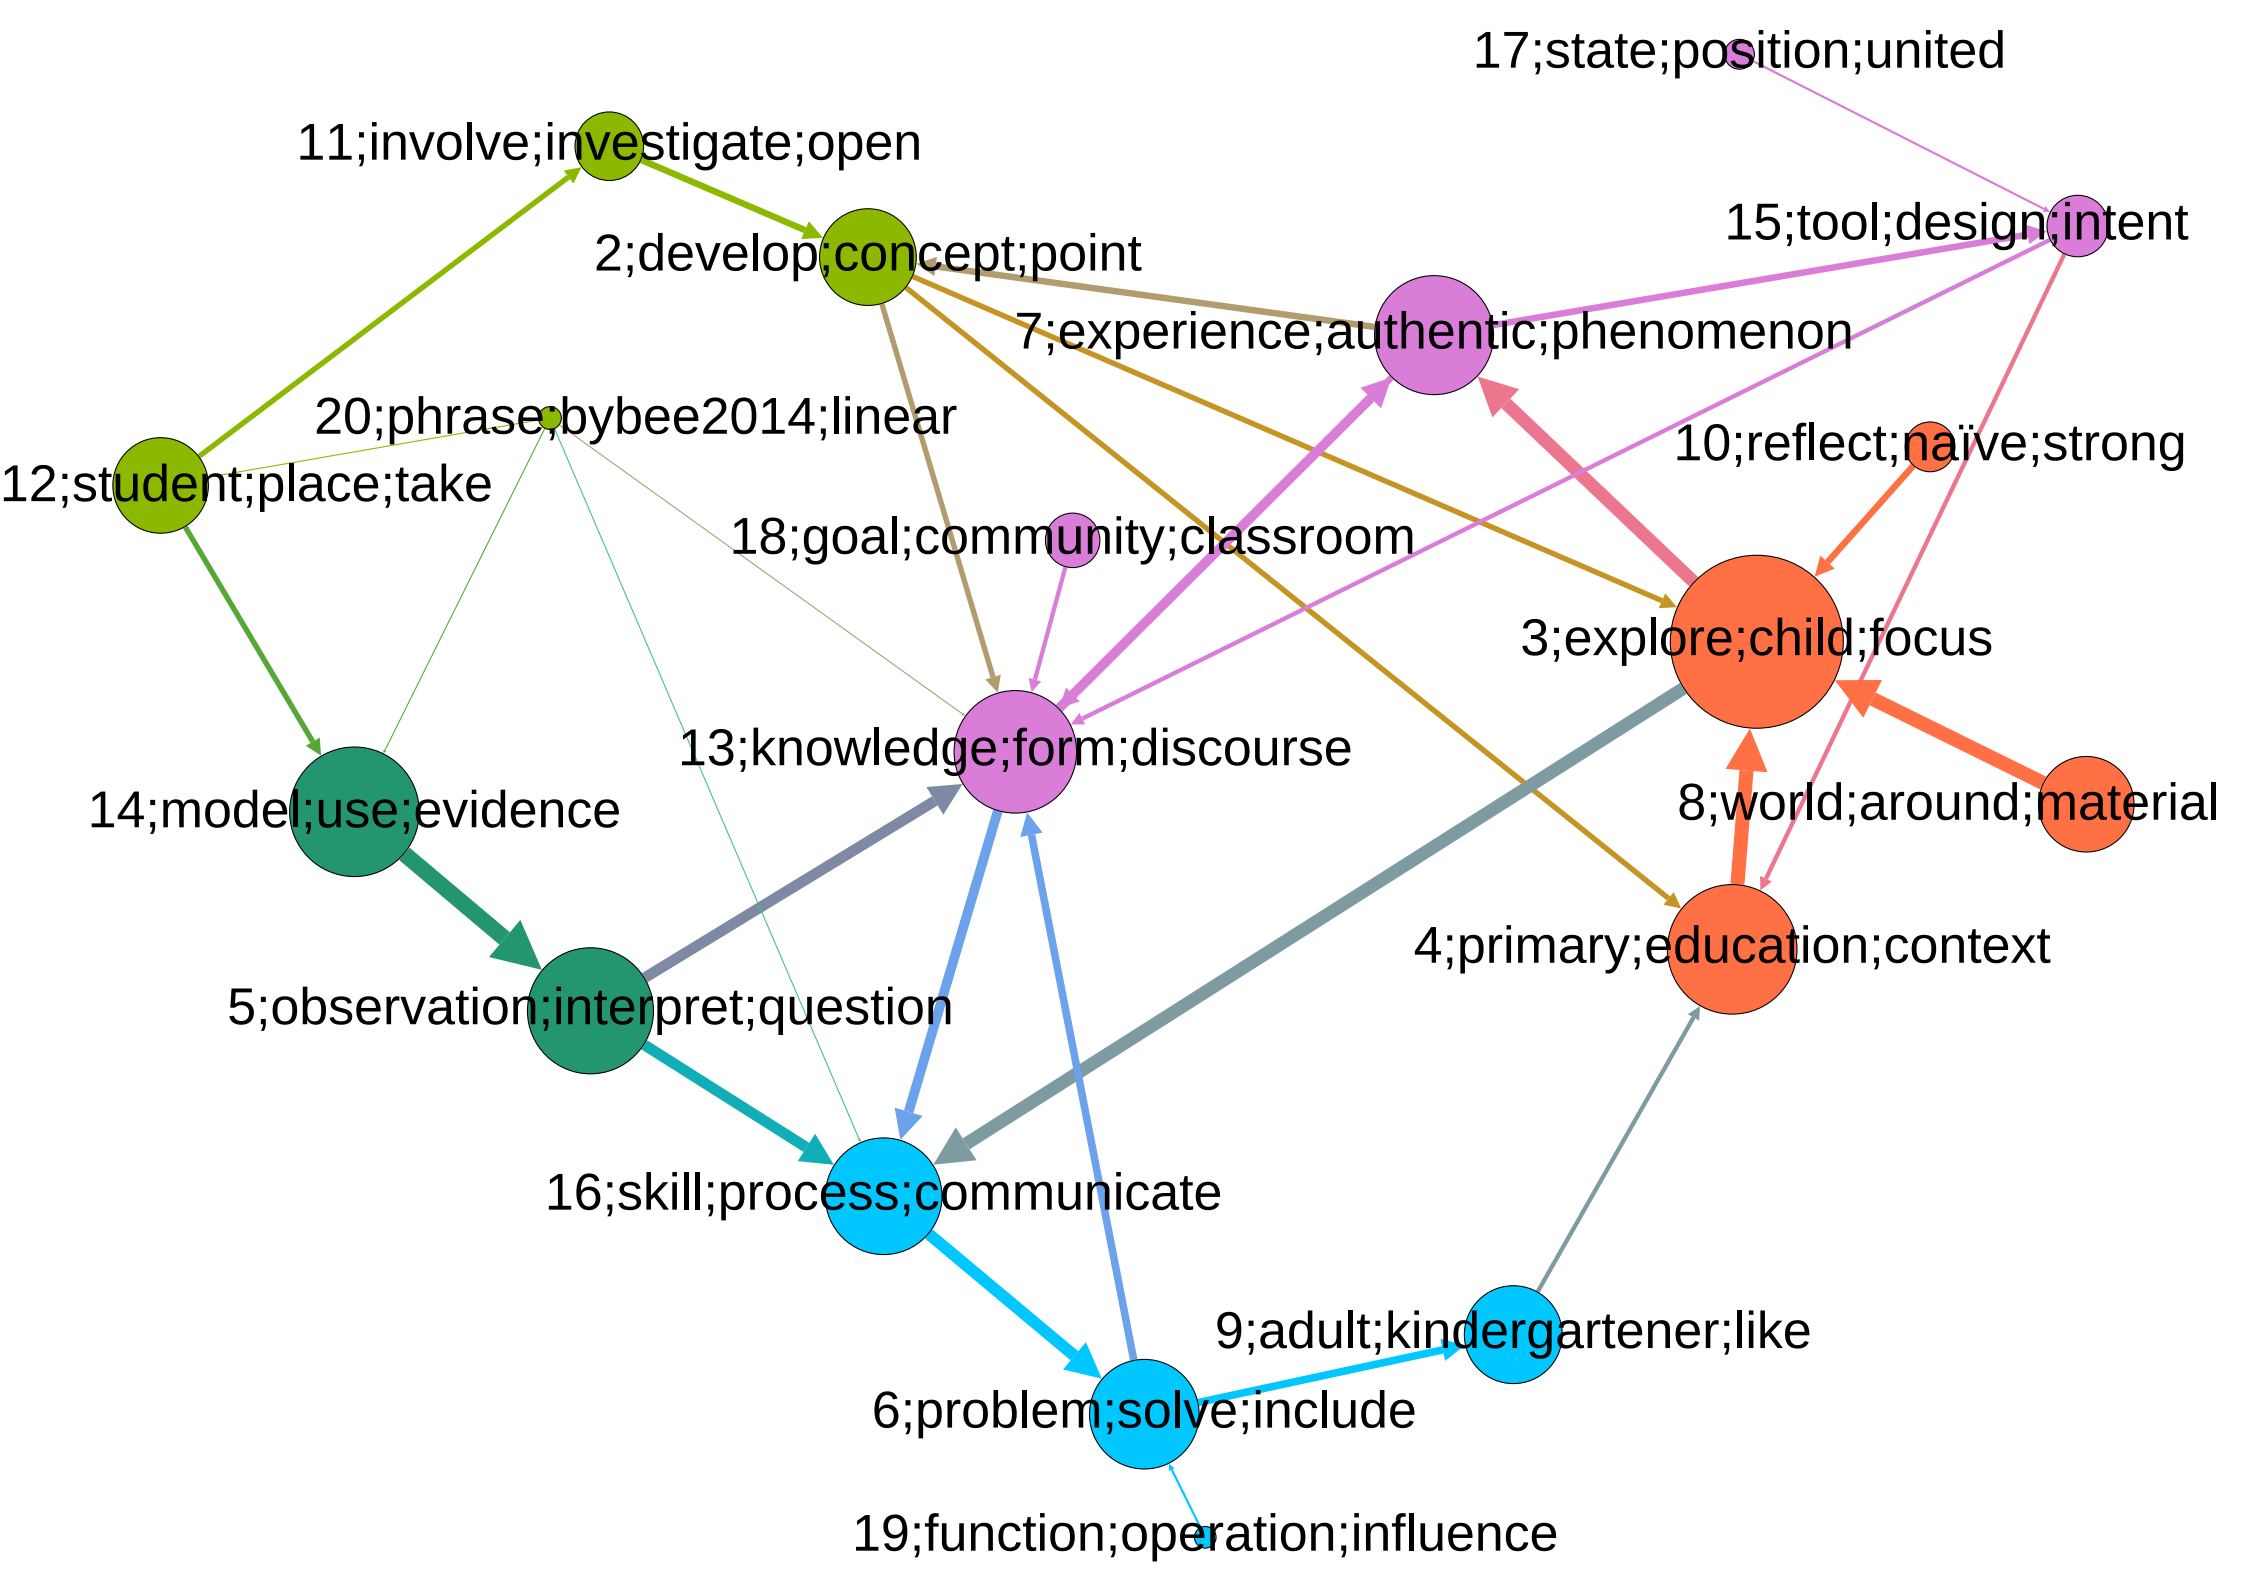 17;state;position;united
11;involve;investigate;open
15;tool;design;intent
2;develop;concept;point
7;experience;authentic;phenomenon
20;phrase;bybee2014;linear
10;reflect;naïve;strong
12;student;place;take
18;goal;community;classroom
3;explore;child;focus
13;knowledge;form;discourse
8;world;around;material
14;model;use;evidence
4;primary;education;context
5;observation;interpret;question
16;skill;process;communicate
9;adult;kindergartener;like
6;problem;solve;include
19;function;operation;influence